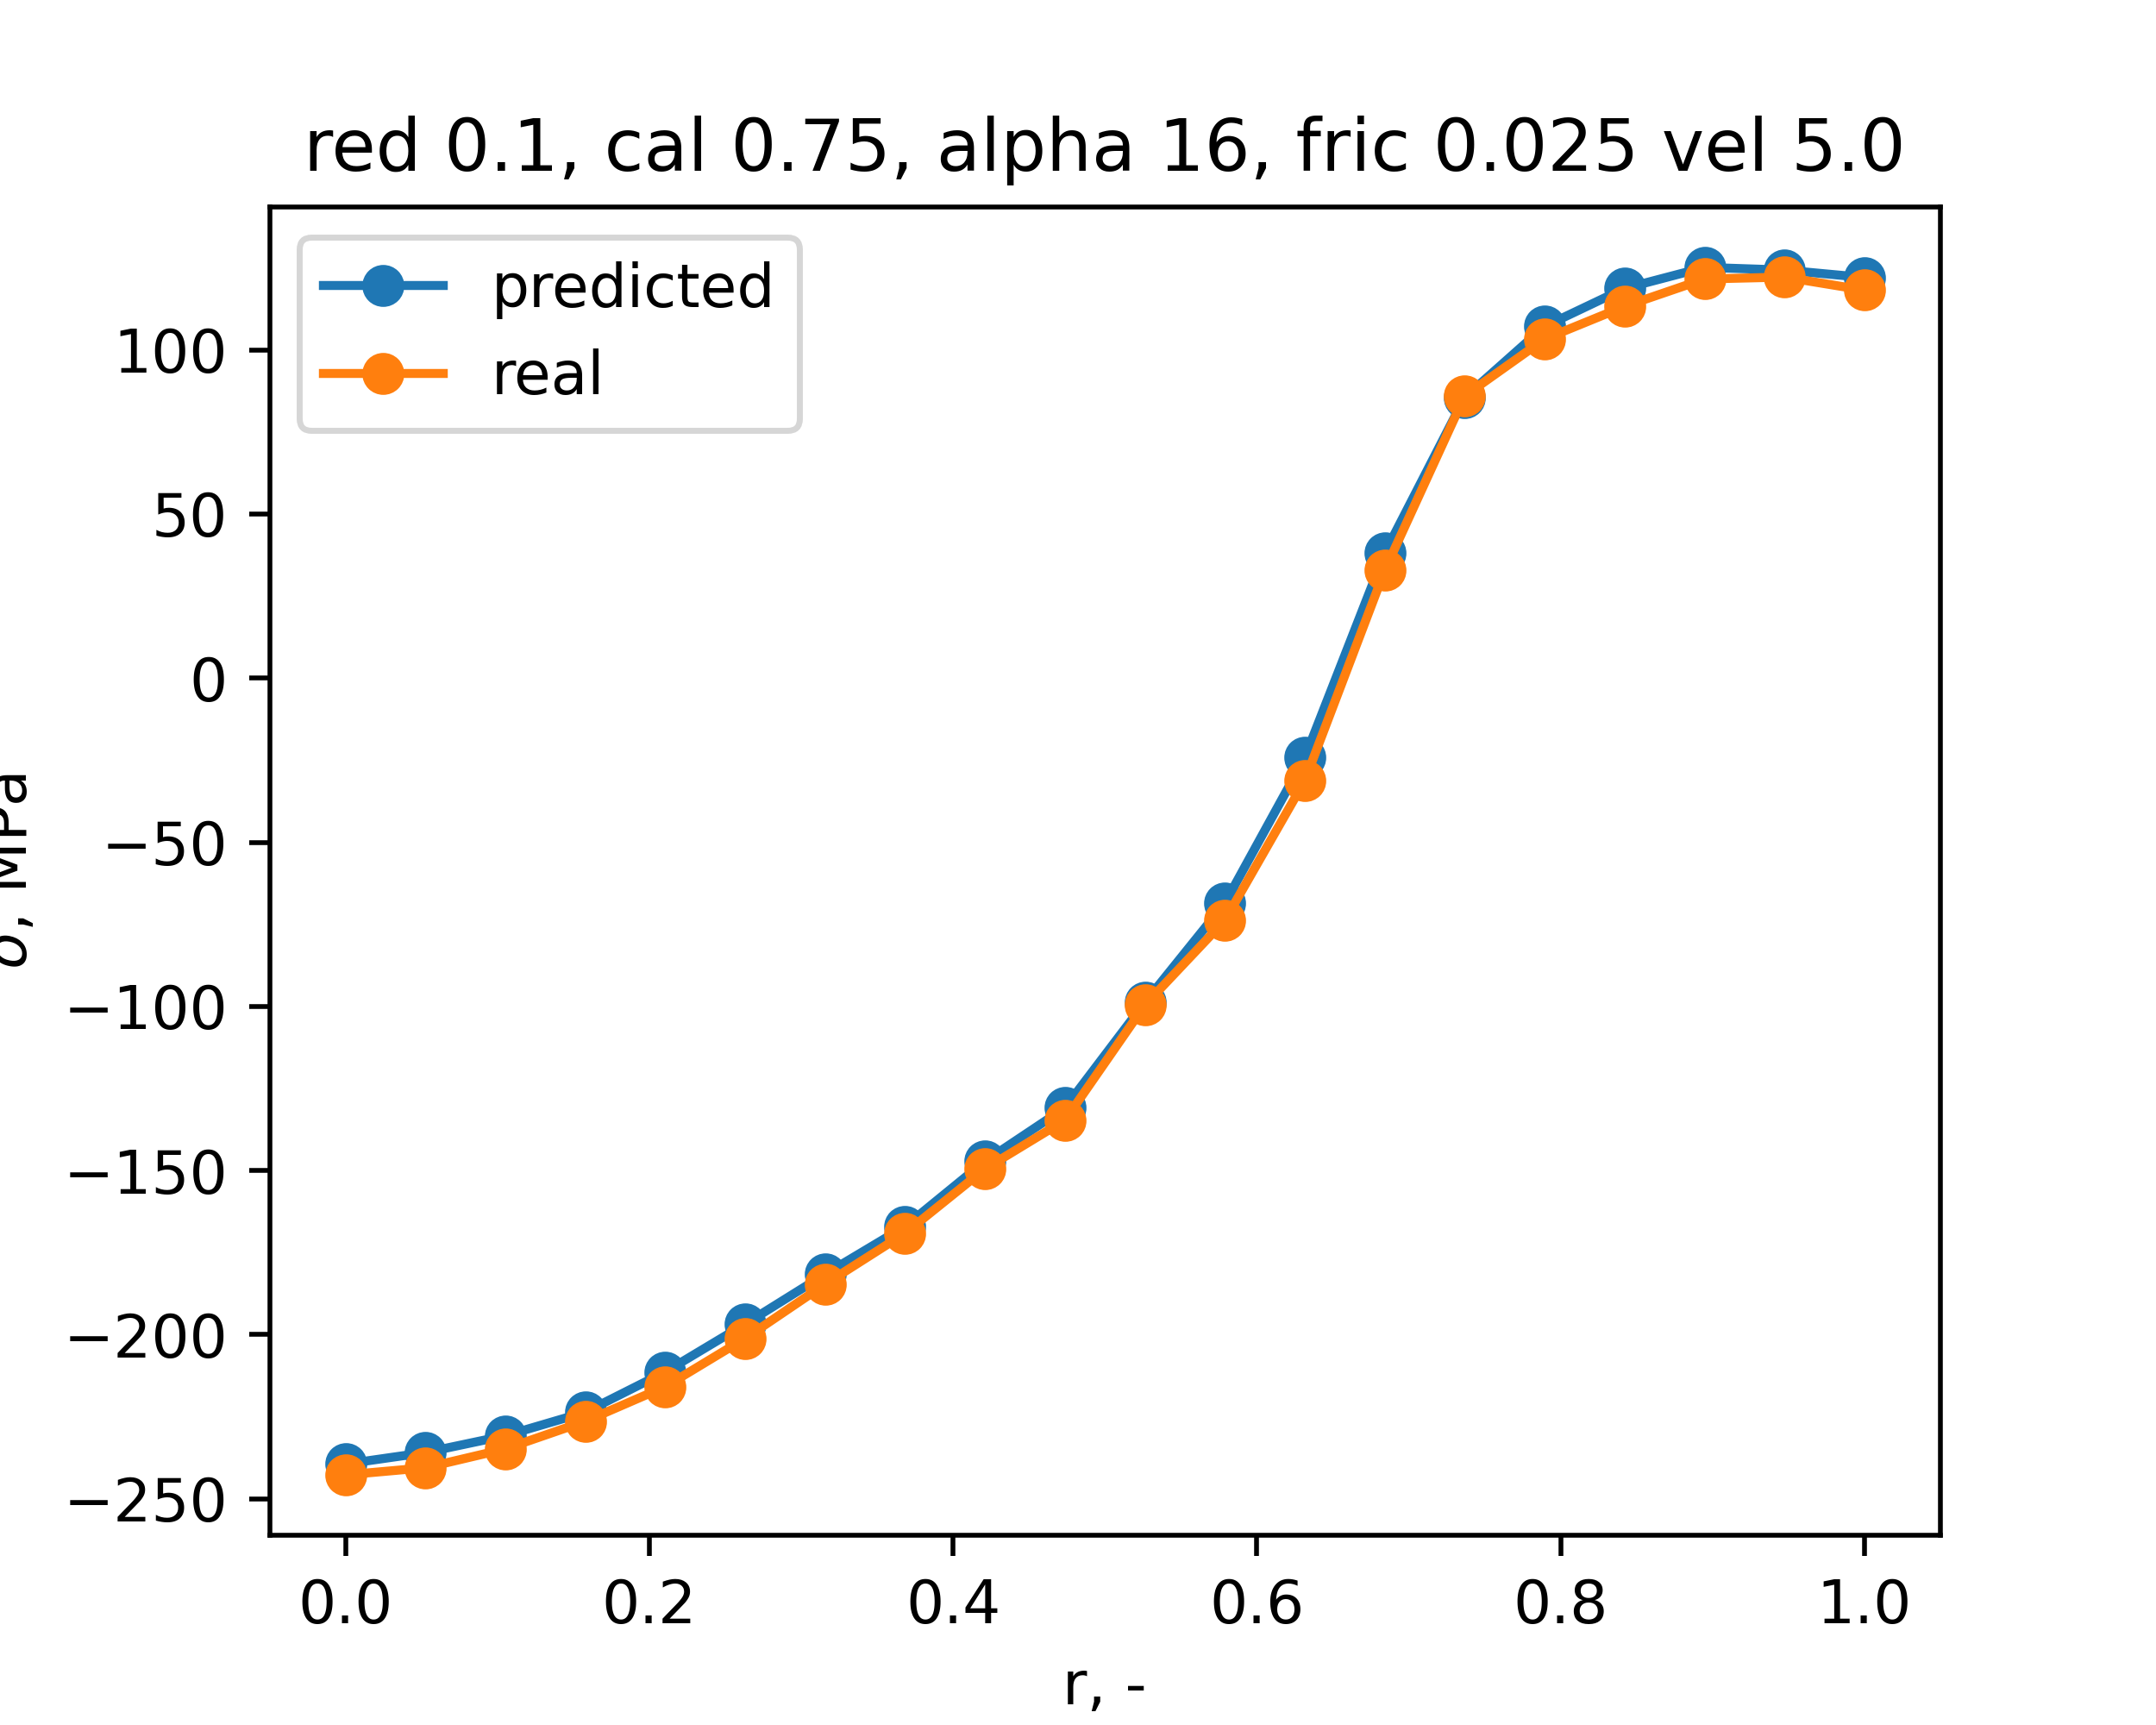 red 0.1, cal 0.75, alpha 16, fric 0.025 vel 5.0
predicted
real
100
50
0
−50
−100
−150
−200
−250
σ, MPa
0.0 0.2 0.4 0.6 0.8 1.0
r, -